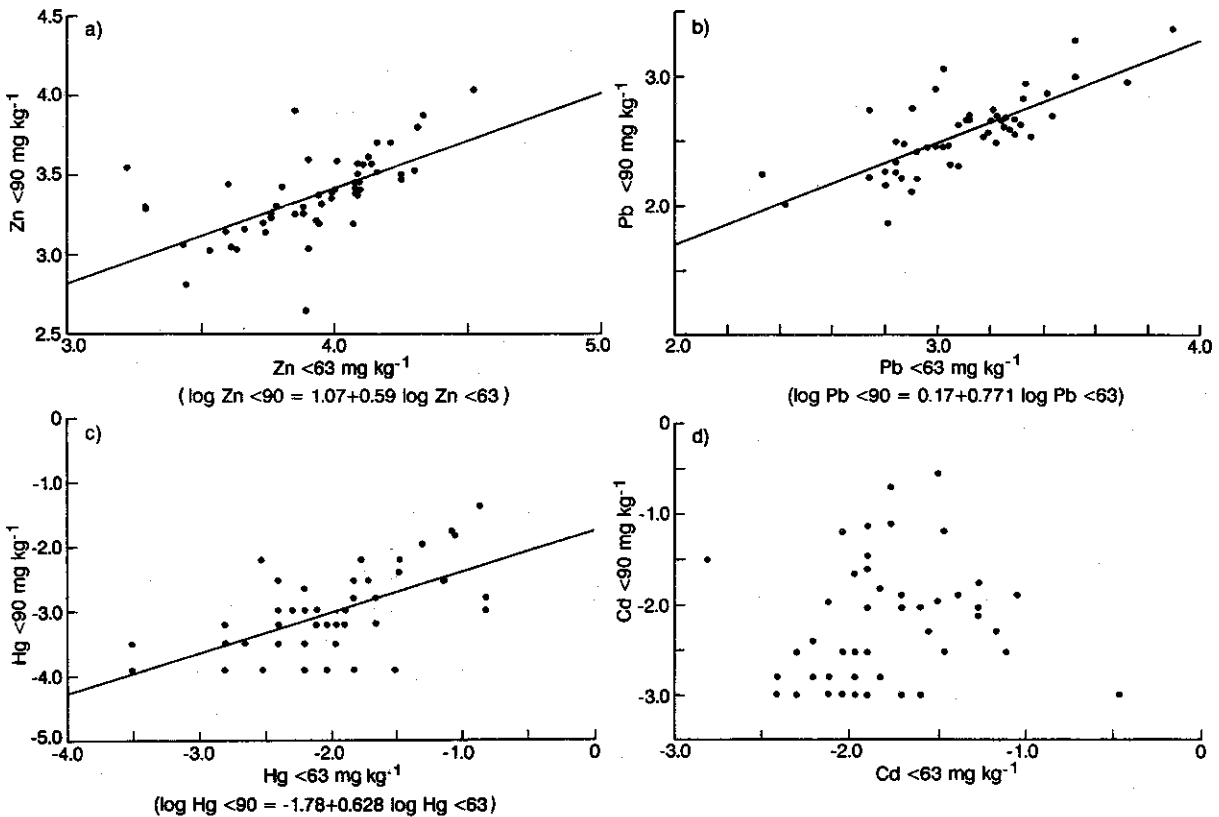 a)
4.5
4.0
3.5
3.0
2.5
Zn <90 mg kg⁻¹
3.0 4.0 5.0
Zn <63 mg kg⁻¹
(log Zn <90 = 1.07+0.59 log Zn <63)
b)
3.0
2.0
1.0
Pb <90 mg kg⁻¹
2.0 3.0 4.0
Pb <63 mg kg⁻¹
(log Pb <90 = 0.17+0.771 log Pb <63)
c)
-0
-1.0
-2.0
-3.0
-4.0
-5.0
Hg <90 mg kg⁻¹
-4.0 -3.0 -2.0 -1.0 0
Hg <63 mg kg⁻¹
(log Hg <90 = -1.78+0.628 log Hg <63)
d)
0
-1.0
-2.0
-3.0
Cd <90 mg kg⁻¹
-3.0 -2.0 -1.0 0
Cd <63 mg kg⁻¹